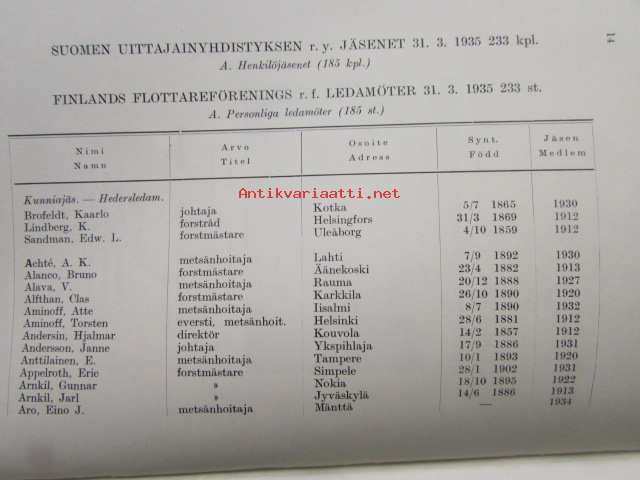 14
SUOMEN UITTAJAINYHDISTYKSEN r. y. JÄSENET 31. 3. 1935 233 kpl.
A. Henkilöjäsenet (185 kpl.)
FINLANDS FLOTTAREFÖRENINGS r. f. LEDAMÖTER 31. 3. 1935 233 st.
A. Personliga ledamöter (185 st.)
Nimi Arvo Osoite Synt. Jäsen
Namn Titel Adress Född Medlem
Antikvariaatti.net
Kunniajäs. — Hedersledam.
Brofeldt, Kaarlo johtaja Kotka 5/7 1865 1930
Lindberg, K. forstråd Helsingfors 31/3 1869 1912
Sandman, Edw. L. forstmästare Uleåborg 4/10 1859 1912
Achté, A. K. metsänhoitaja Lahti 7/9 1892 1930
Alanco, Bruno forstmästare Äänekoski 23/4 1882 1913
Alava, V. metsänhoitaja Rauma 20/12 1888 1927
Alfthan, Clas forstmästare Karkkila 26/10 1890 1920
Aminoff, Atte metsänhoitaja Iisalmi 8/7 1890 1932
Aminoff, Torsten eversti, metsänhoit. Helsinki 28/6 1881 1912
Andersin, Hjalmar direktör Kouvola 14/2 1857 1912
Andersson, Janne johtaja Ykspihlaja 17/9 1886 1931
Anttilainen, E. metsänhoitaja Tampere 10/1 1893 1920
Appelroth, Eric forstmästare Simpele 28/1 1902 1931
Arnkil, Gunnar » Nokia 18/10 1895 1922
Arnkil, Jarl » Jyväskylä 14/6 1886 1913
Aro, Eino J. metsänhoitaja Mänttä — 1934